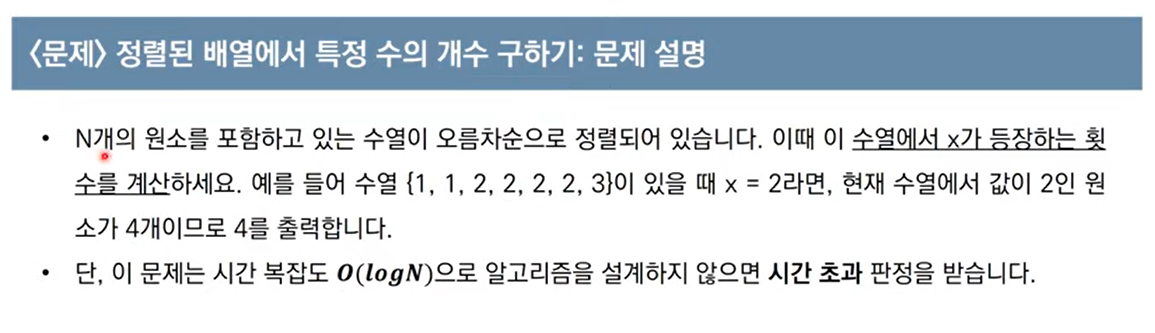 <문제> 정렬된 배열에서 특정 수의 개수 구하기: 문제 설명
• N개의 원소를 포함하고 있는 수열이 오름차순으로 정렬되어 있습니다. 이때 이 수열에서 x가 등장하는 횟
수를 계산하세요. 예를 들어 수열 {1, 1, 2, 2, 2, 2, 3}이 있을 때 x = 2라면, 현재 수열에서 값이 2인 원
소가 4개이므로 4를 출력합니다.
• 단, 이 문제는 시간 복잡도 O(logN)으로 알고리즘을 설계하지 않으면 시간 초과 판정을 받습니다.